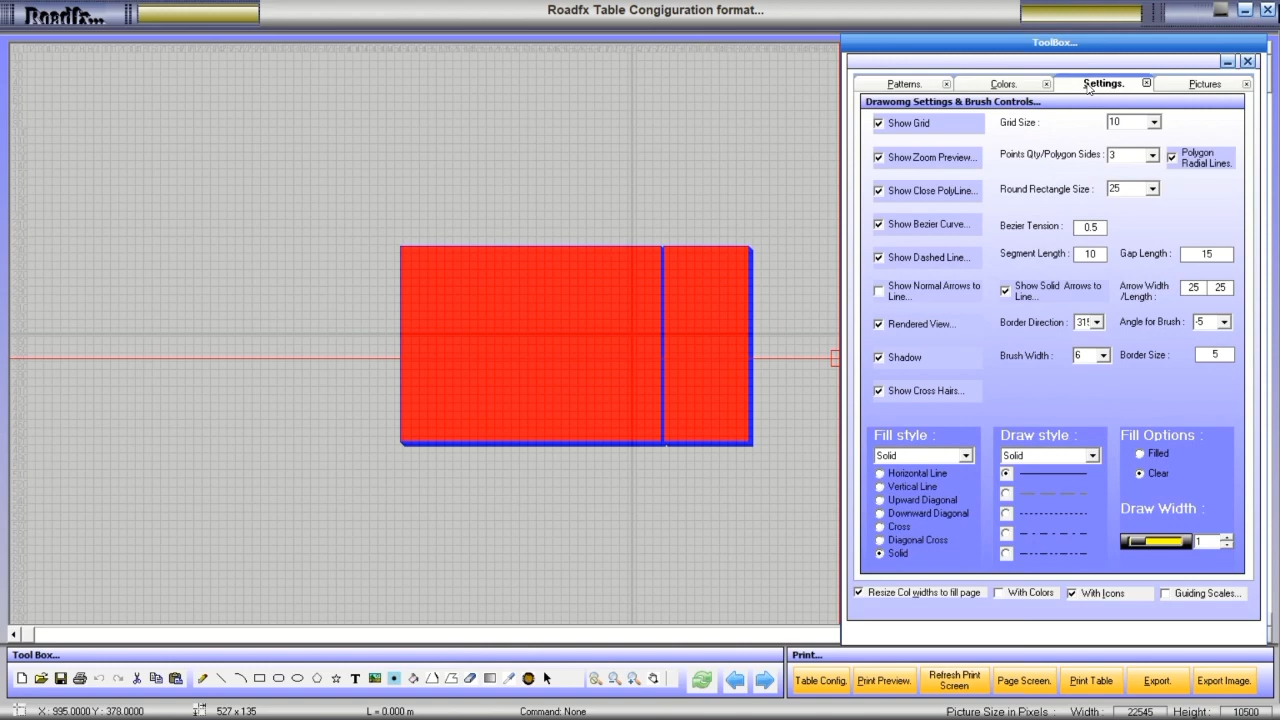 Roadfx...
Roadfx Table Congiguration format...
ToolBox...
Patterns.
Colors.
Settings.
Pictures
Drawomg Settings & Brush Controls...
Show Grid
Grid Size :
10
Show Zoom Preview...
Points Qty/Polygon Sides :
3
Polygon
Radial Lines.
Show Close PolyLine...
Round Rectangle Size :
25
Show Bezier Curve...
Bezier Tension :
0.5
Show Dashed Line...
Segment Length :
10
Gap Length :
15
Show Normal Arrows to
Line...
Show Solid Arrows to
Line...
Arrow Width
/Length :
25
25
Rendered View...
Border Direction :
315
Angle for Brush :
-5
Shadow
Brush Width :
6
Border Size :
5
Show Cross Hairs...
Fill style :
Solid
Horizontal Line
Vertical Line
Upward Diagonal
Downward Diagonal
Cross
Diagonal Cross
Solid
Draw style :
Solid
Fill Options :
Filled
Clear
Draw Width :
1
Resize Col widths to fill page
With Colors
With Icons
Guiding Scales...
Tool Box...
Print...
Table Config.
Print Preview.
Refresh Print
Screen
Page Screen.
Print Table
Export.
Export Image.
X: 995.0000 Y: 378.0000
527 x 135
L = 0.000 m
Command: None
Picture Size in Pixels :
Width :
22545
Height :
10500